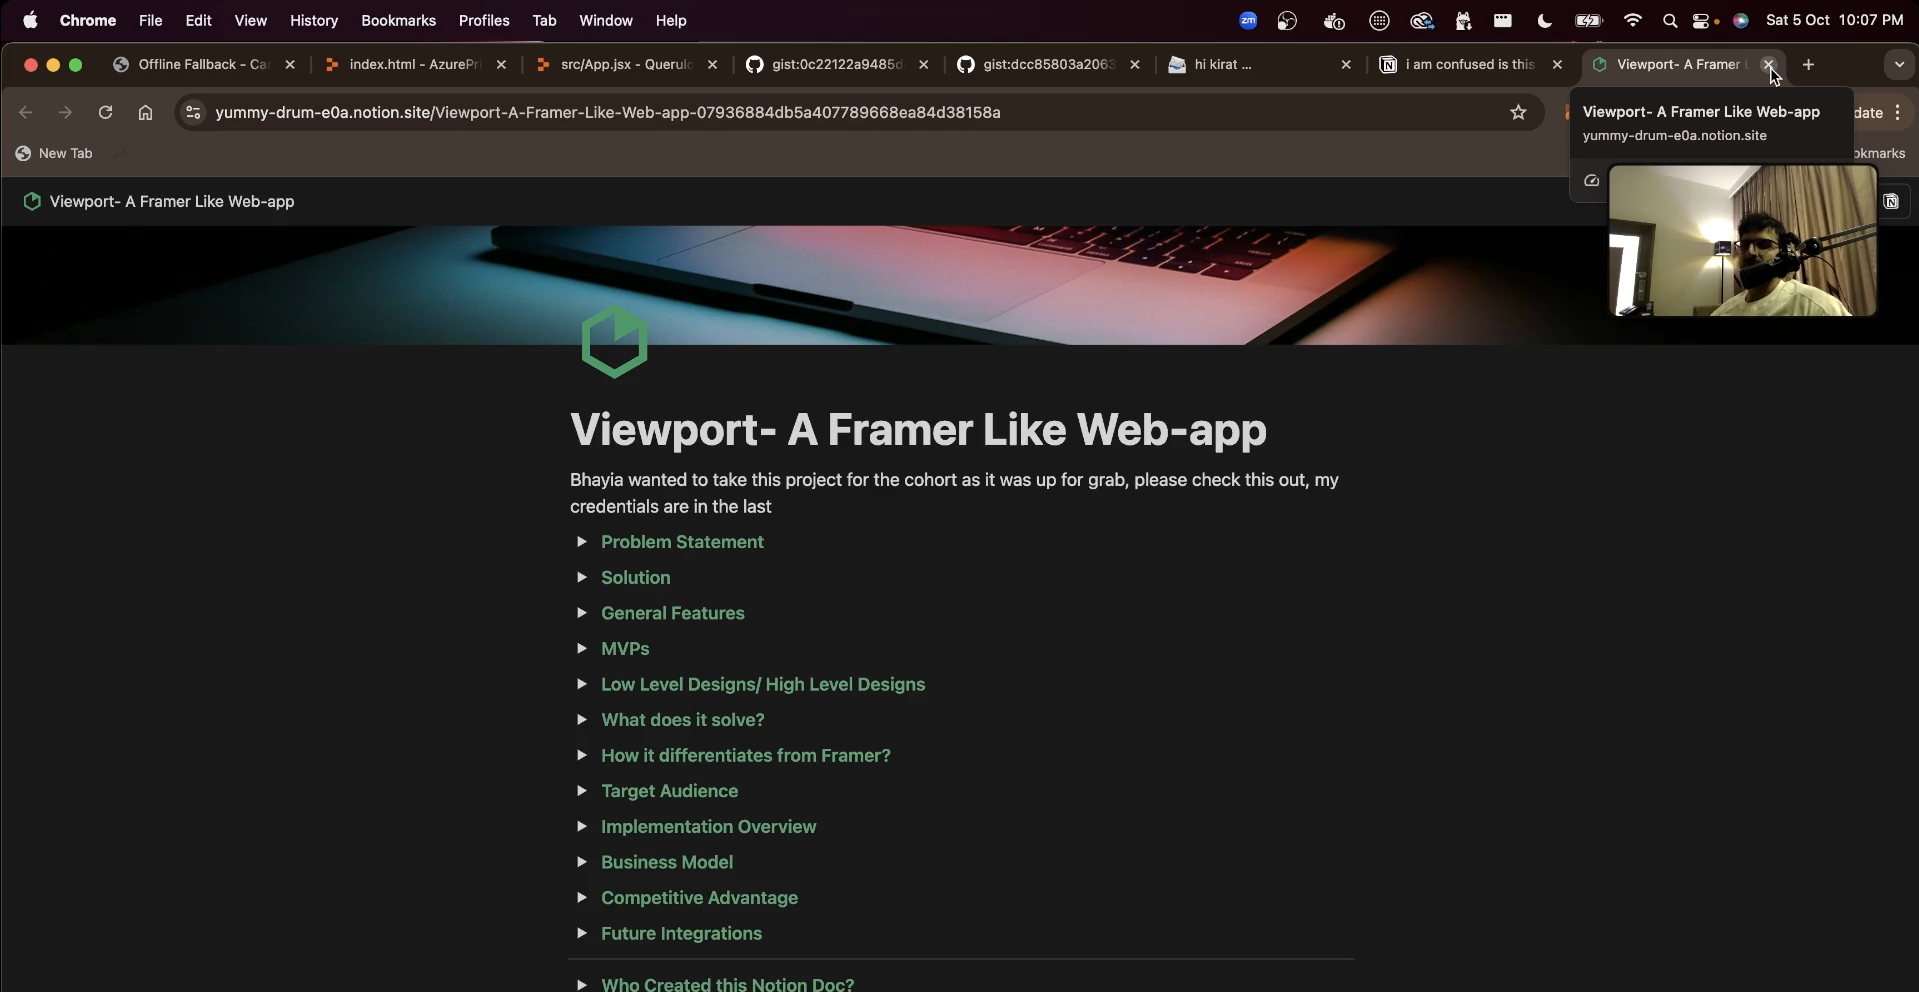 Chrome File Edit View History Bookmarks Profiles Tab Window Help zm Sat 5 Oct 10:07 PM
Offline Fallback - Ca index.html - AzurePri src/App.jsx - Querulo gist:0c22122a9485d gist:dcc85803a2063 hi kirat ... i am confused is this Viewport- A Framer
yummy-drum-e0a.notion.site/Viewport-A-Framer-Like-Web-app-07936884db5a407789668ea84d38158a
date
Viewport- A Framer Like Web-app
yummy-drum-e0a.notion.site
New Tab
okmarks
Viewport- A Framer Like Web-app
Viewport- A Framer Like Web-app
Bhayia wanted to take this project for the cohort as it was up for grab, please check this out, my
credentials are in the last
Problem Statement
Solution
General Features
MVPs
Low Level Designs/ High Level Designs
What does it solve?
How it differentiates from Framer?
Target Audience
Implementation Overview
Business Model
Competitive Advantage
Future Integrations
Who Created this Notion Doc?